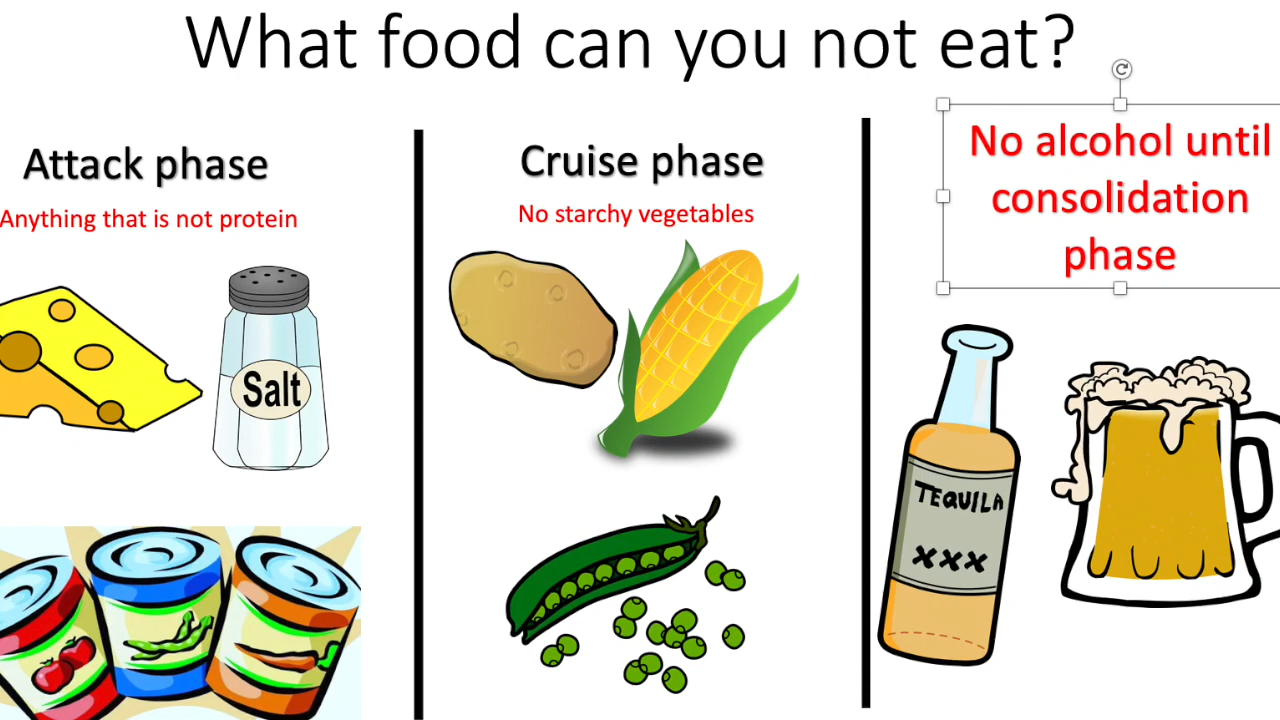 What food can you not eat?
Attack phase
Anything that is not protein
Salt
Cruise phase
No starchy vegetables
No alcohol until
consolidation
phase
TEQUILA
XXX